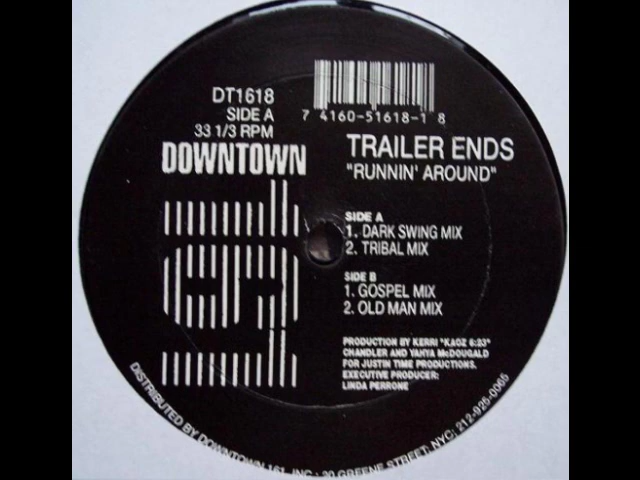 DT1618
SIDE A
33 1/3 RPM
DOWNTOWN
161
7 4160-51618-1 8
TRAILER ENDS
"RUNNIN' AROUND"
SIDE A
1. DARK SWING MIX
2. TRIBAL MIX
SIDE B
1. GOSPEL MIX
2. OLD MAN MIX
PRODUCTION BY KERRI "KAOZ 6:23"
CHANDLER AND YAHYA McDOUGALD
FOR JUSTIN TIME PRODUCTIONS.
EXECUTIVE PRODUCER:
LINDA PERRONE
DISTRIBUTED BY DOWNTOWN 161, INC.: 30 GREENE STREET: NYC: 212-925-0065